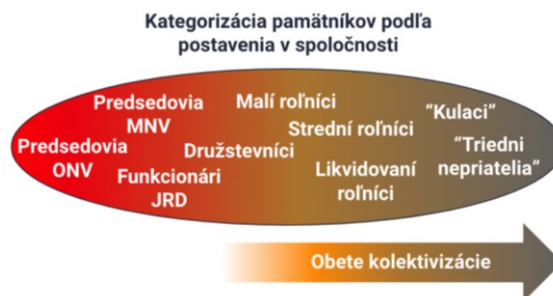 Kategorizácia pamätníkov podľa
postavenia v spoločnosti
Predsedovia
MNV
Malí roľníci
"Kulaci"
Strední roľníci
Predsedovia
ONV
Družstevníci
"Triedni
nepriatelia"
Funkcionári
JRD
Likvidovaní
roľníci
Obete kolektivizácie